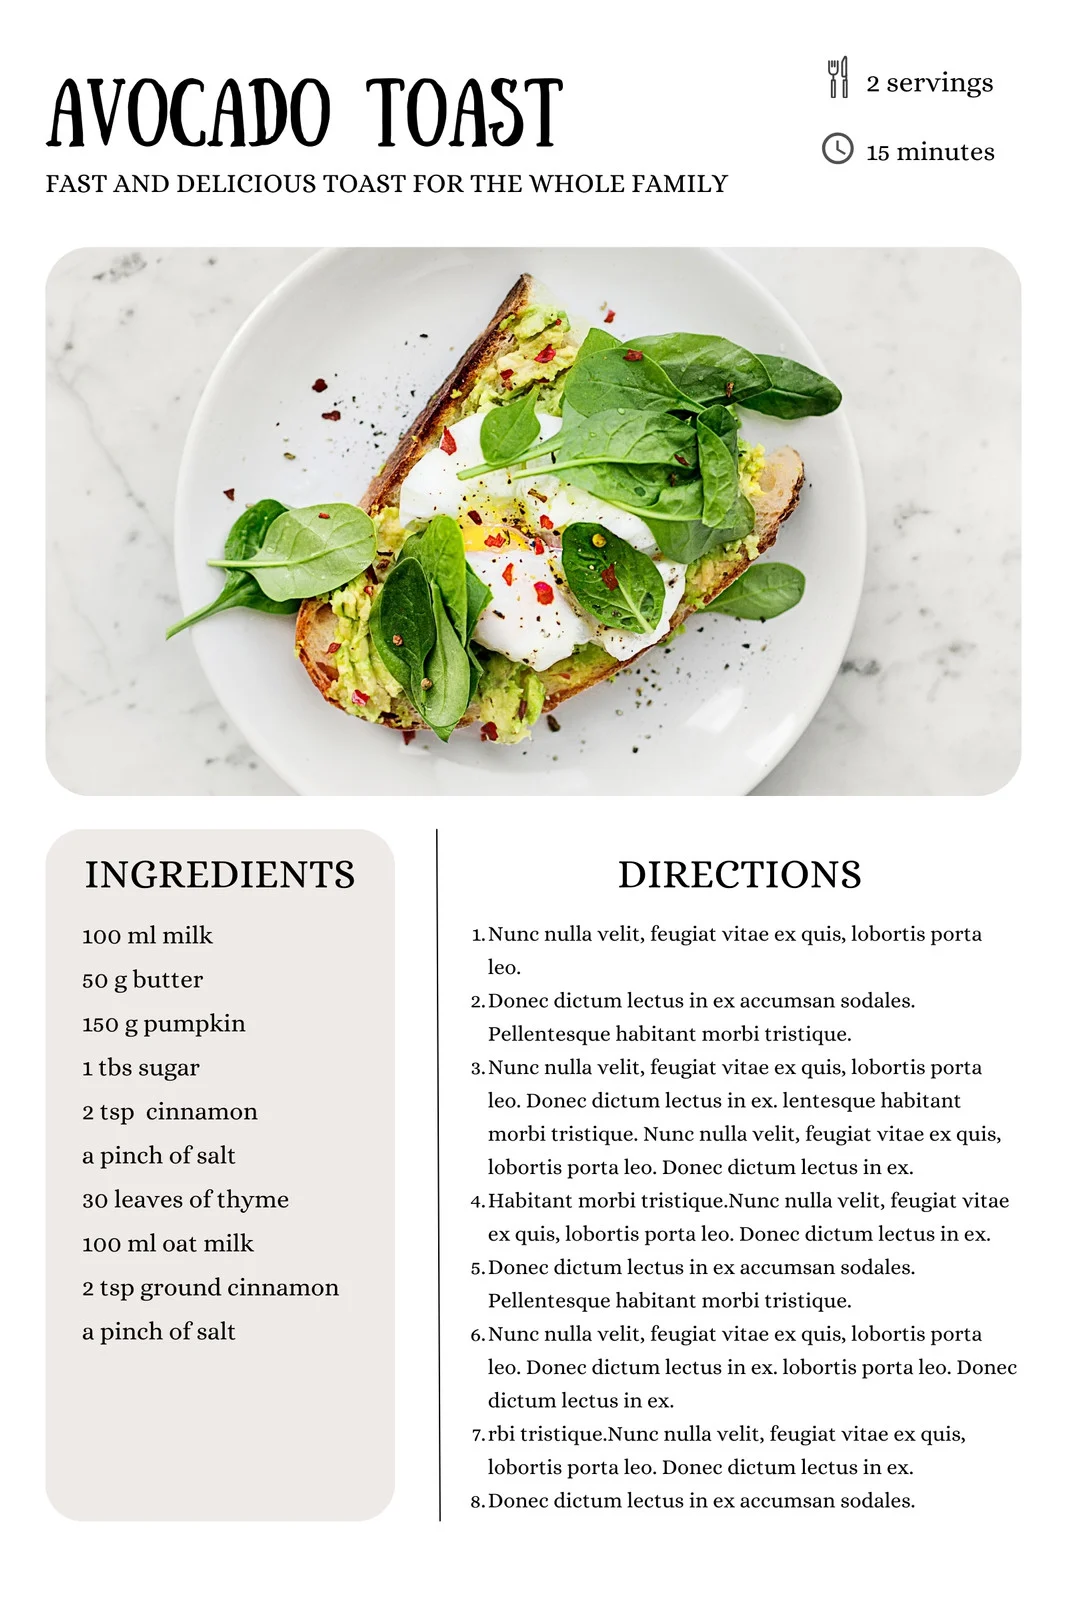 AVOCADO TOAST
FAST AND DELICIOUS TOAST FOR THE WHOLE FAMILY
2 servings
15 minutes
INGREDIENTS
100 ml milk
50 g butter
150 g pumpkin
1 tbs sugar
2 tsp  cinnamon
a pinch of salt
30 leaves of thyme
100 ml oat milk
2 tsp ground cinnamon
a pinch of salt
DIRECTIONS
1. Nunc nulla velit, feugiat vitae ex quis, lobortis porta
leo.
2. Donec dictum lectus in ex accumsan sodales.
Pellentesque habitant morbi tristique.
3. Nunc nulla velit, feugiat vitae ex quis, lobortis porta
leo. Donec dictum lectus in ex. lentesque habitant
morbi tristique. Nunc nulla velit, feugiat vitae ex quis,
lobortis porta leo. Donec dictum lectus in ex.
4. Habitant morbi tristique.Nunc nulla velit, feugiat vitae
ex quis, lobortis porta leo. Donec dictum lectus in ex.
5. Donec dictum lectus in ex accumsan sodales.
Pellentesque habitant morbi tristique.
6. Nunc nulla velit, feugiat vitae ex quis, lobortis porta
leo. Donec dictum lectus in ex. lobortis porta leo. Donec
dictum lectus in ex.
7. rbi tristique.Nunc nulla velit, feugiat vitae ex quis,
lobortis porta leo. Donec dictum lectus in ex.
8. Donec dictum lectus in ex accumsan sodales.